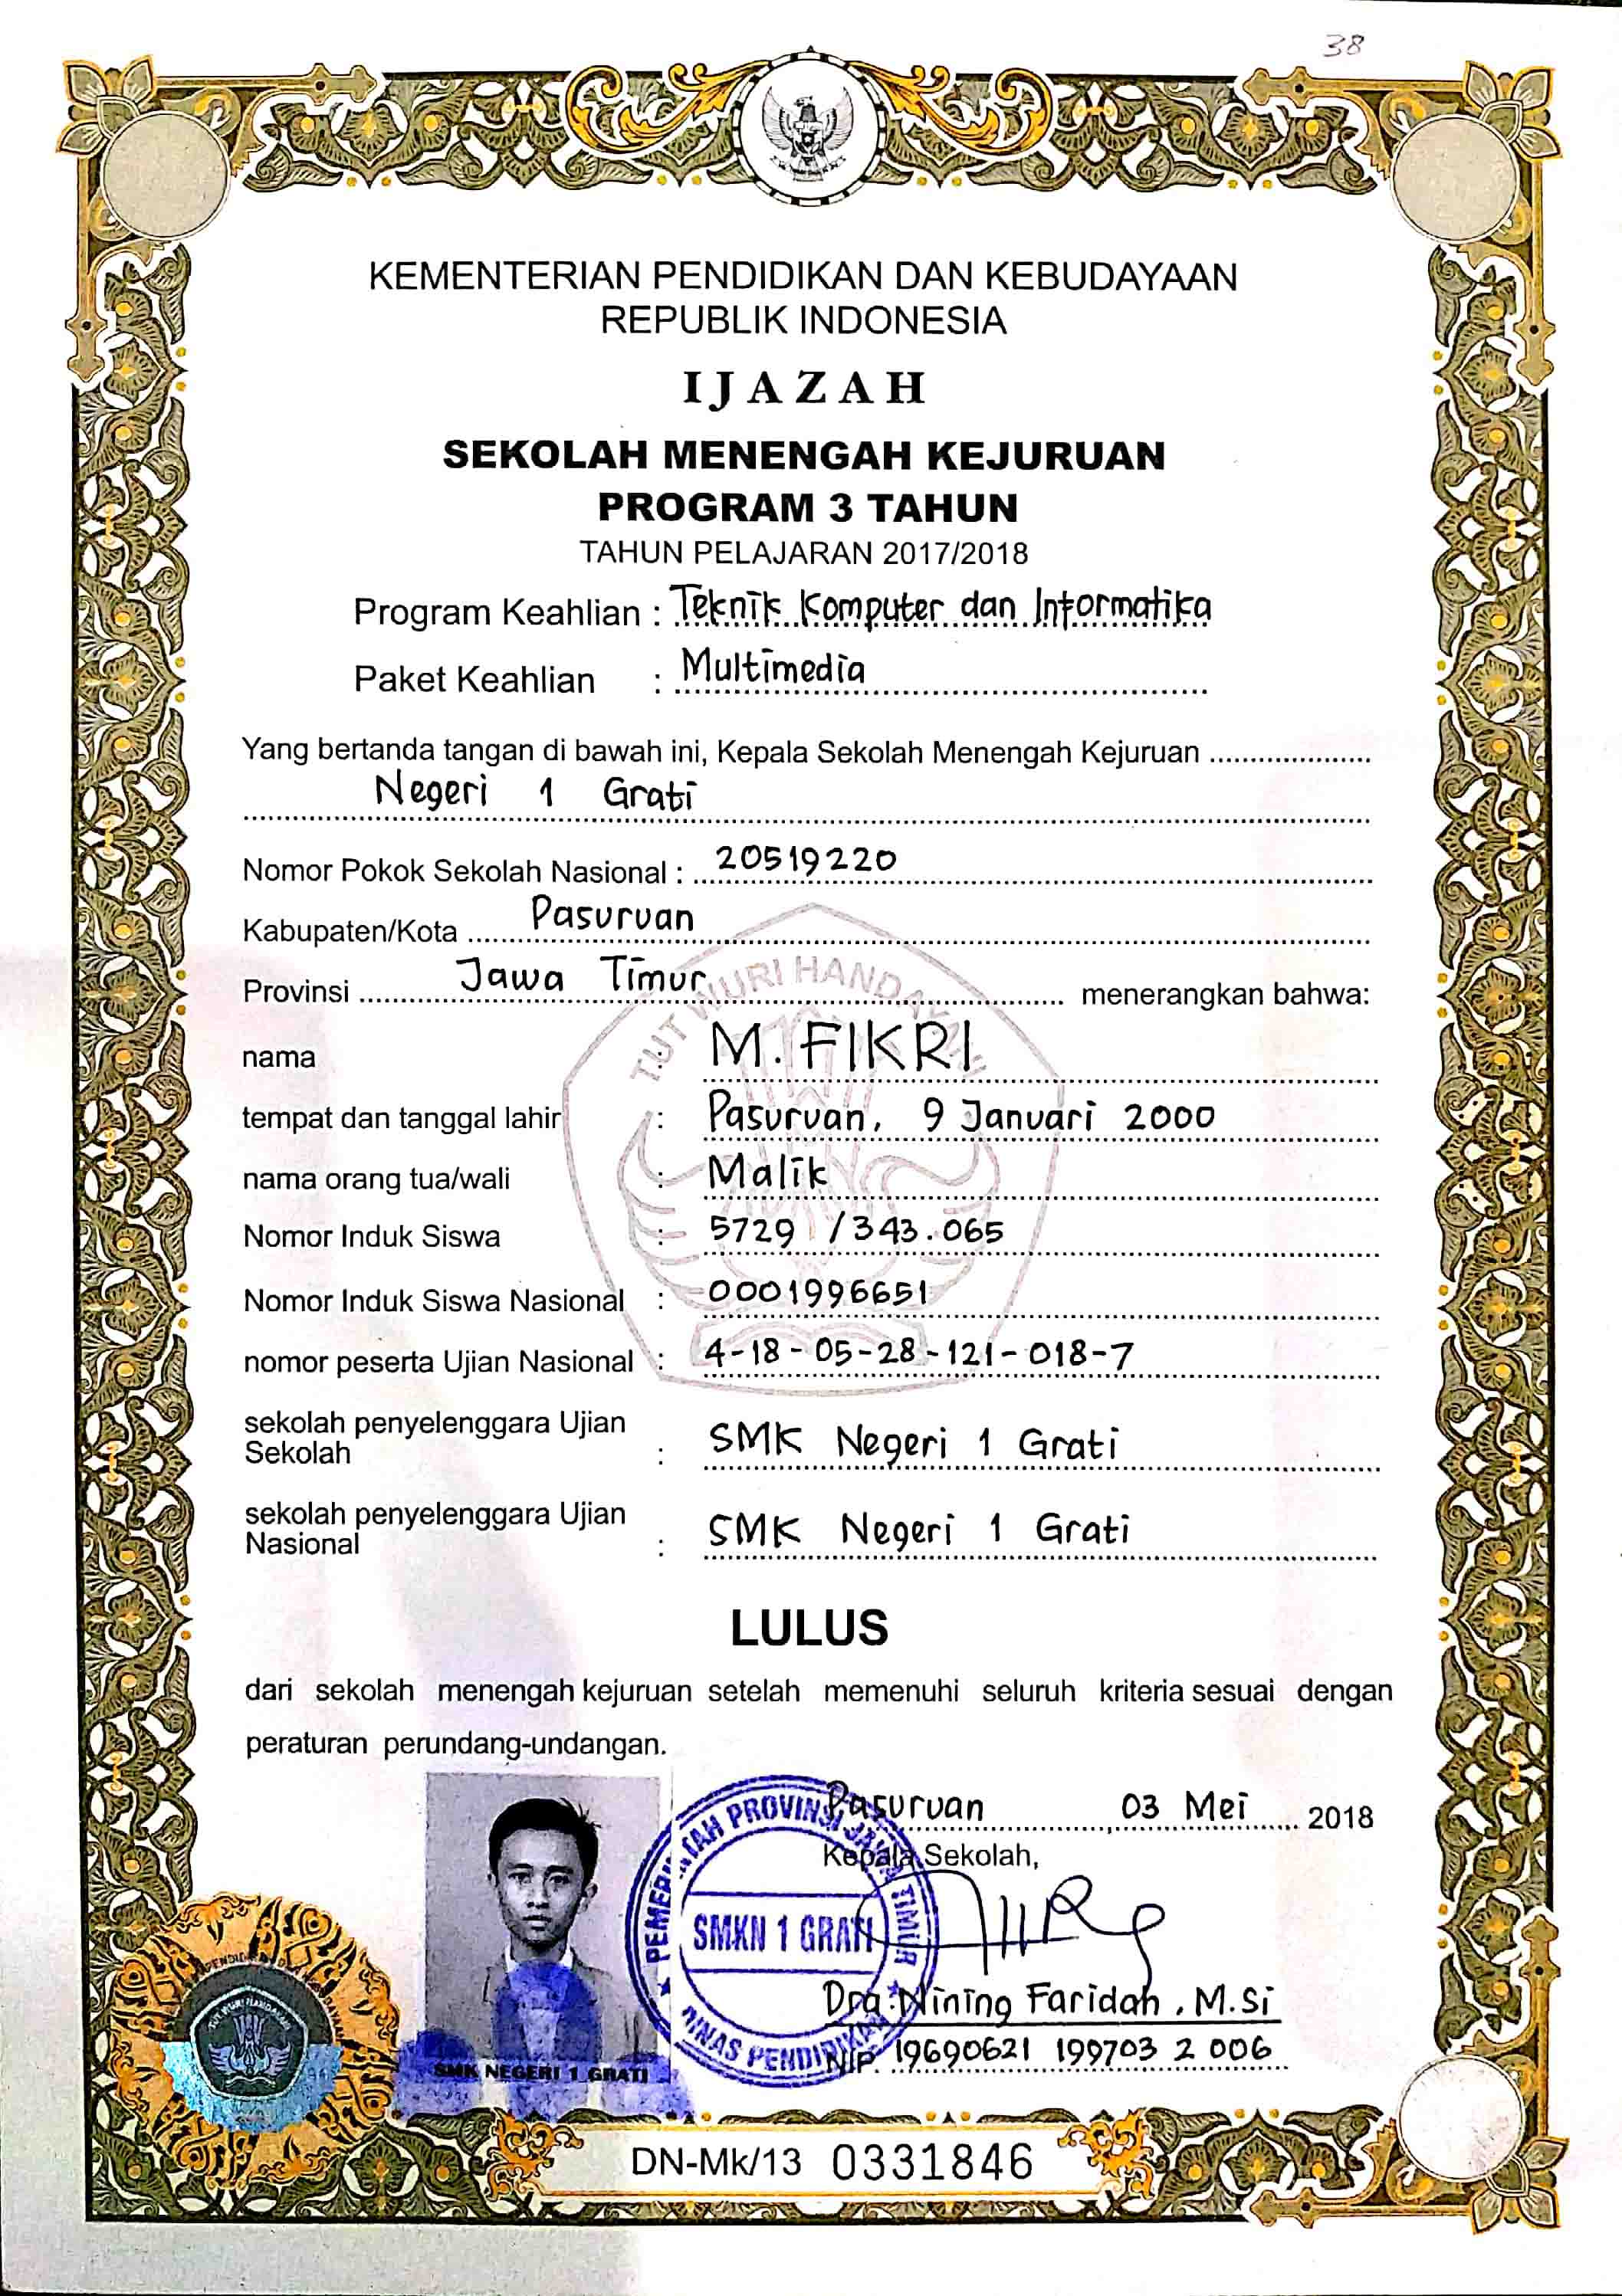 38
KEMENTERIAN PENDIDIKAN DAN KEBUDAYAAN
REPUBLIK INDONESIA
IJAZAH
SEKOLAH MENENGAH KEJURUAN
PROGRAM 3 TAHUN
TAHUN PELAJARAN 2017/2018
Program Keahlian : Teknik Komputer dan Informatika
Paket Keahlian : Multimedia
Yang bertanda tangan di bawah ini, Kepala Sekolah Menengah Kejuruan
Negeri 1 Grati
Nomor Pokok Sekolah Nasional : 20519220
Kabupaten/Kota Pasuruan
Provinsi Jawa Timur menerangkan bahwa:
TUT WURI HANDAYANI
nama : M. FIKRI
tempat dan tanggal lahir : Pasuruan, 9 Januari 2000
nama orang tua/wali : Malik
Nomor Induk Siswa : 5729 / 343.065
Nomor Induk Siswa Nasional : 0001996651
nomor peserta Ujian Nasional : 4-18-05-28-121-018-7
sekolah penyelenggara Ujian
Sekolah : SMK Negeri 1 Grati
sekolah penyelenggara Ujian
Nasional : SMK Negeri 1 Grati
LULUS
dari sekolah menengah kejuruan setelah memenuhi seluruh kriteria sesuai dengan
peraturan perundang-undangan.
Pasuruan, 03 Mei 2018
Kepala Sekolah,
PEMERINTAH PROVINSI JAWA TIMUR
SMKN 1 GRATI
DINAS PENDIDIKAN
Dra. Nining Faridah, M.Si
NIP. 19690621 199703 2 006
SMK NEGERI 1 GRATI
DN-Mk/13 0331846